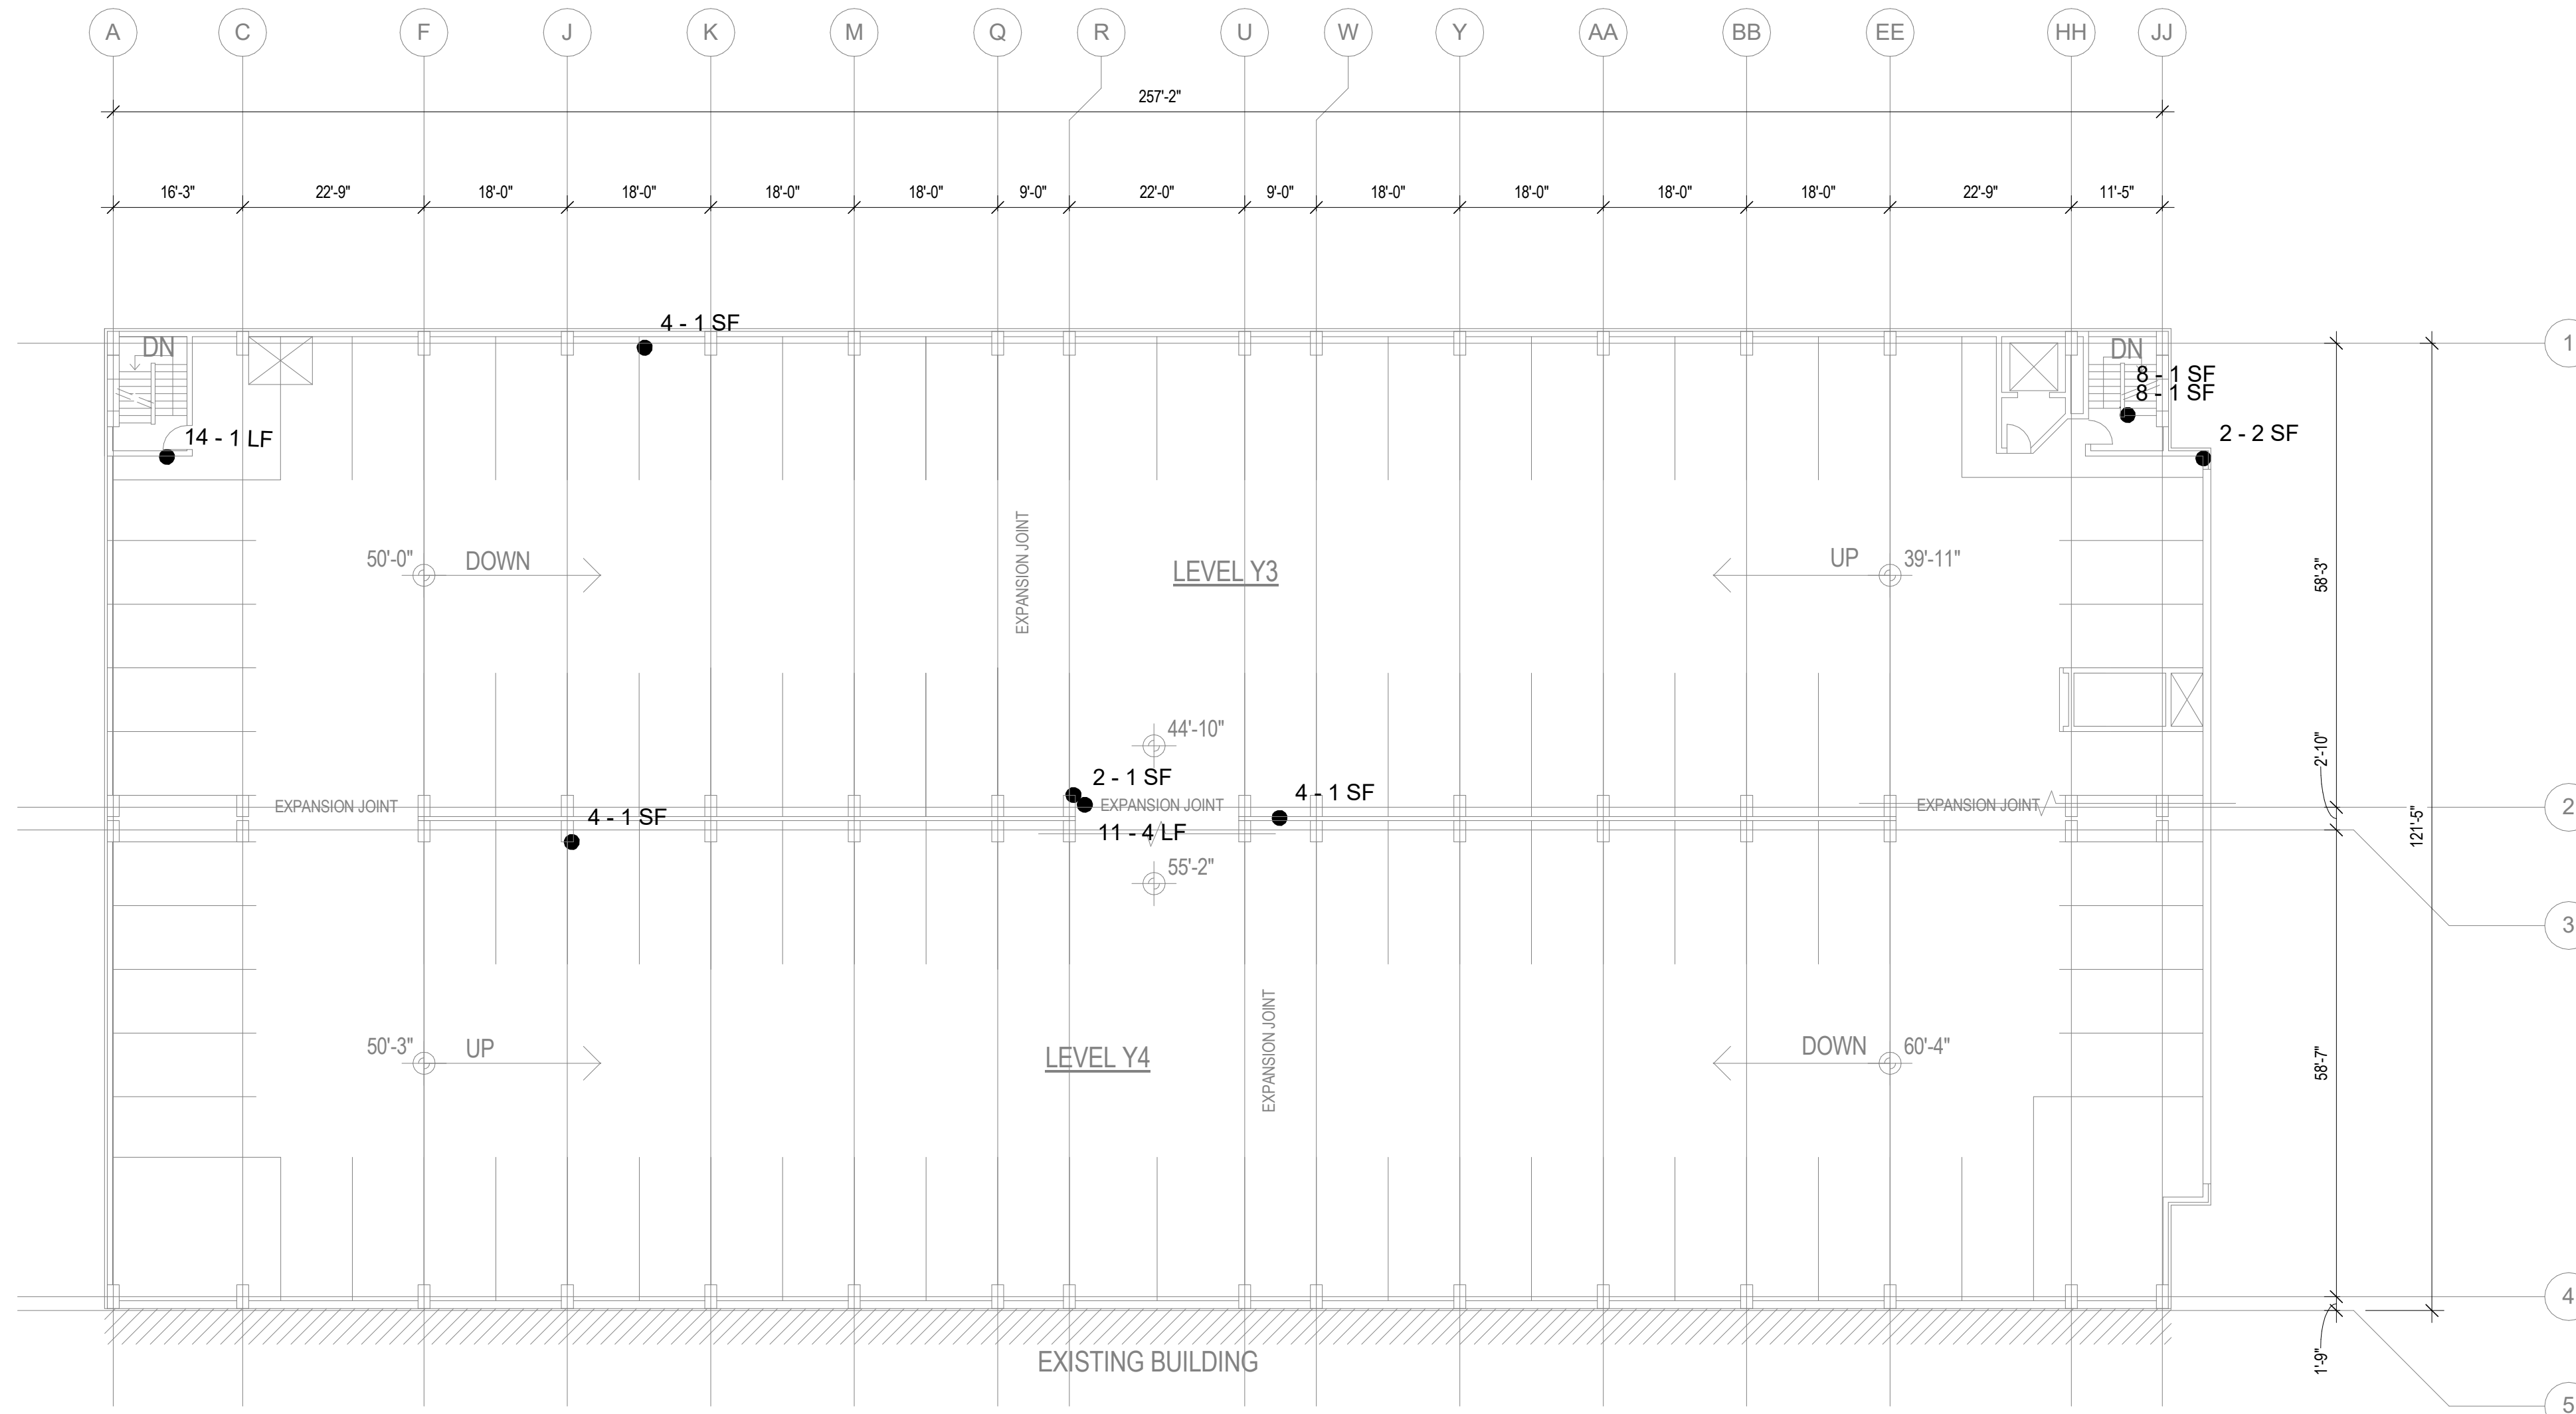 A C F J K M Q R U W Y AA BB EE HH JJ
257'-2"
16'-3" 22'-9" 18'-0" 18'-0" 18'-0" 18'-0" 9'-0" 22'-0" 9'-0" 18'-0" 18'-0" 18'-0" 18'-0" 22'-9" 11'-5"
4 - 1 SF
DN
DN
1
8 - 1 SF
8 - 1 SF
14 - 1 LF
2 - 2 SF
50'-0" DOWN
EXPANSION JOINT
LEVEL Y3
UP 39'-11"
58'-3"
44'-10"
2'-10"
2 - 1 SF
4 - 1 SF
EXPANSION JOINT
EXPANSION JOINT
EXPANSION JOINT
2
4 - 1 SF
11 - 4 LF
121'-5"
55'-2"
3
50'-3" UP
LEVEL Y4
EXPANSION JOINT
DOWN 60'-4"
58'-7"
4
EXISTING BUILDING
1'-9"
5